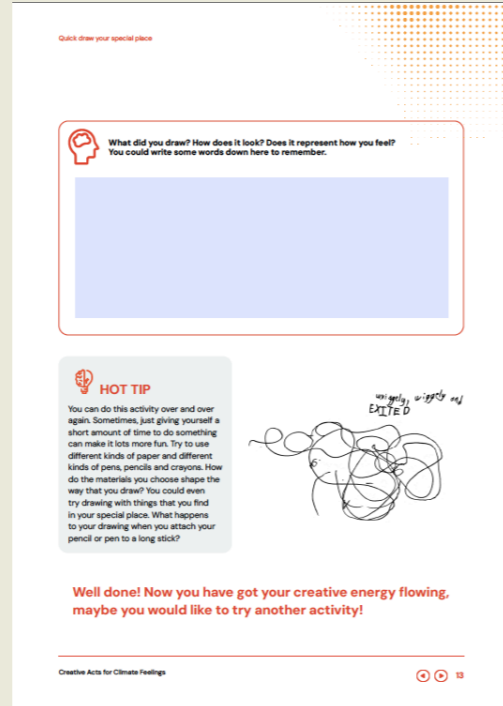 Quick draw your special place
What did you draw? How does it look? Does it represent how you feel?
You could write some words down here to remember.
HOT TIP
You can do this activity over and over
again. Sometimes, just giving yourself a
short amount of time to do something
can make it lots more fun. Try to use
different kinds of paper and different
kinds of pens, pencils and crayons. How
do the materials you choose shape the
way that you draw? You could even
try drawing with things that you find
in your special place. What happens
to your drawing when you attach your
pencil or pen to a long stick?
wiggely and
EXITED
Well done! Now you have got your creative energy flowing,
maybe you would like to try another activity!
Creative Acts for Climate Feelings
13